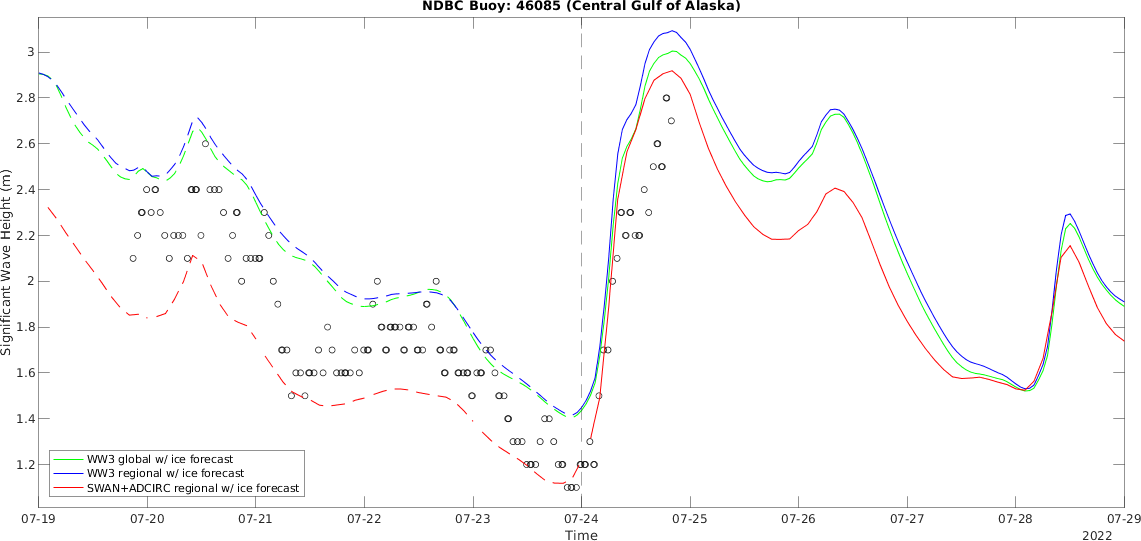 NDBC Buoy: 46085 (Central Gulf of Alaska)
Significant Wave Height (m)
3
2.8
2.6
2.4
2.2
2
1.8
1.6
1.4
1.2
WW3 global w/ ice forecast
WW3 regional w/ ice forecast
SWAN+ADCIRC regional w/ ice forecast
07-19 07-20 07-21 07-22 07-23 07-24 07-25 07-26 07-27 07-28 07-29
Time
2022